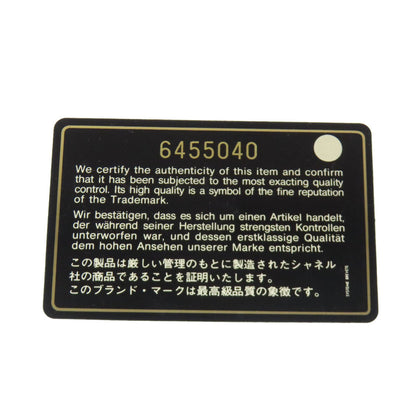 6455040
We certify the authenticity of this item and confirm
that it has been subjected to the most exacting quality
control. Its high quality is a symbol of the fine reputation
of the Trademark.
Wir bestätigen, dass es sich um einen Artikel handelt,
der während seiner Herstellung strengsten Kontrollen
unterworfen war, und dessen erstklassige Qualität
dem hohen Ansehen unserer Marke entspricht.
この製品は厳しい管理のもとに製造されたシャネル
社の商品であることを証明いたします。
このブランド・マークは最高級品質の象徴です。